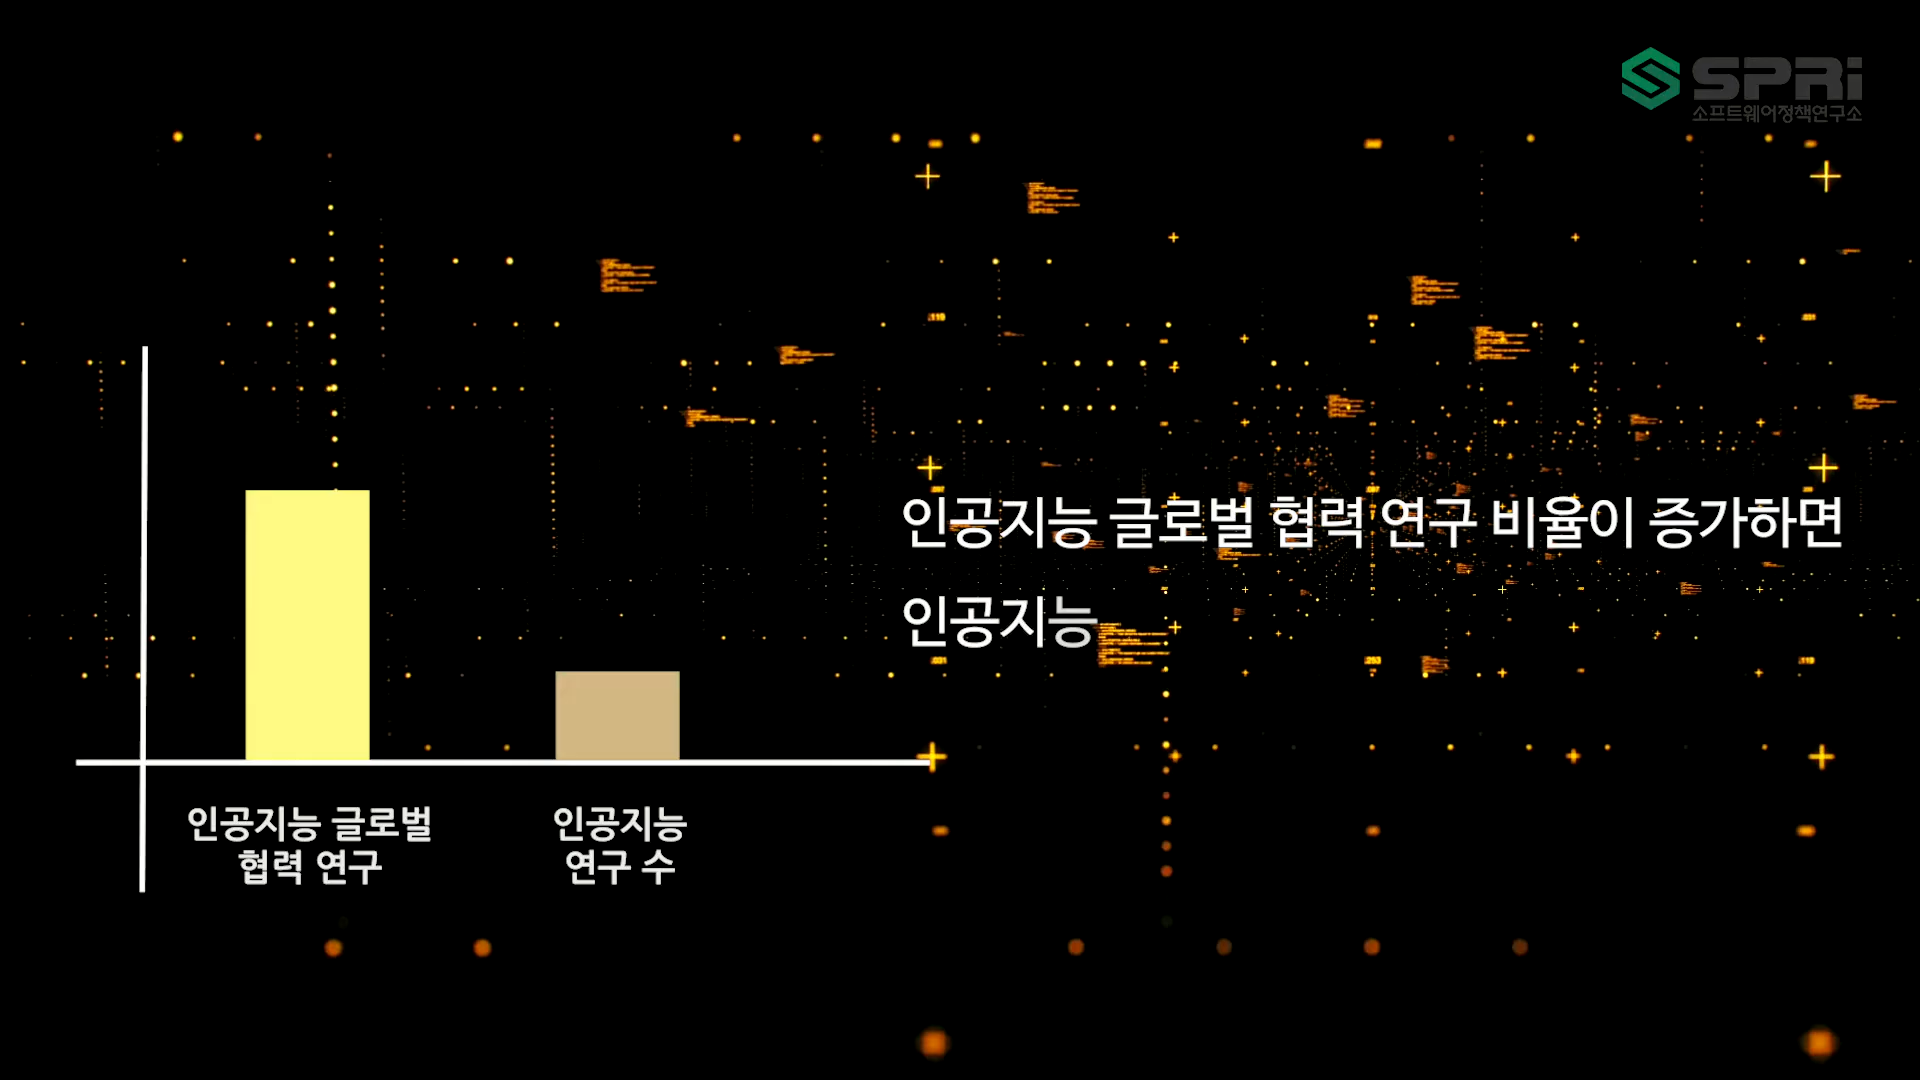 SPRi
소프트웨어정책연구소
인공지능 글로벌 협력 연구 비율이 증가하면
인공지능
인공지능 글로벌
협력 연구
인공지능
연구 수